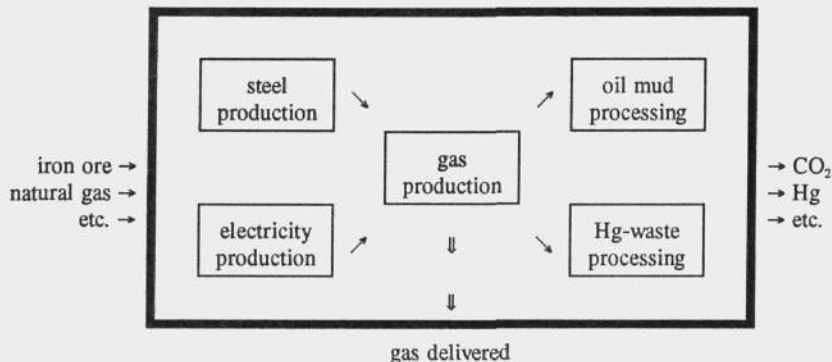 steel
production
oil mud
processing
gas
production
iron ore →
natural gas →
etc. →
→ CO₂
→ Hg
→ etc.
electricity
production
Hg-waste
processing
gas delivered